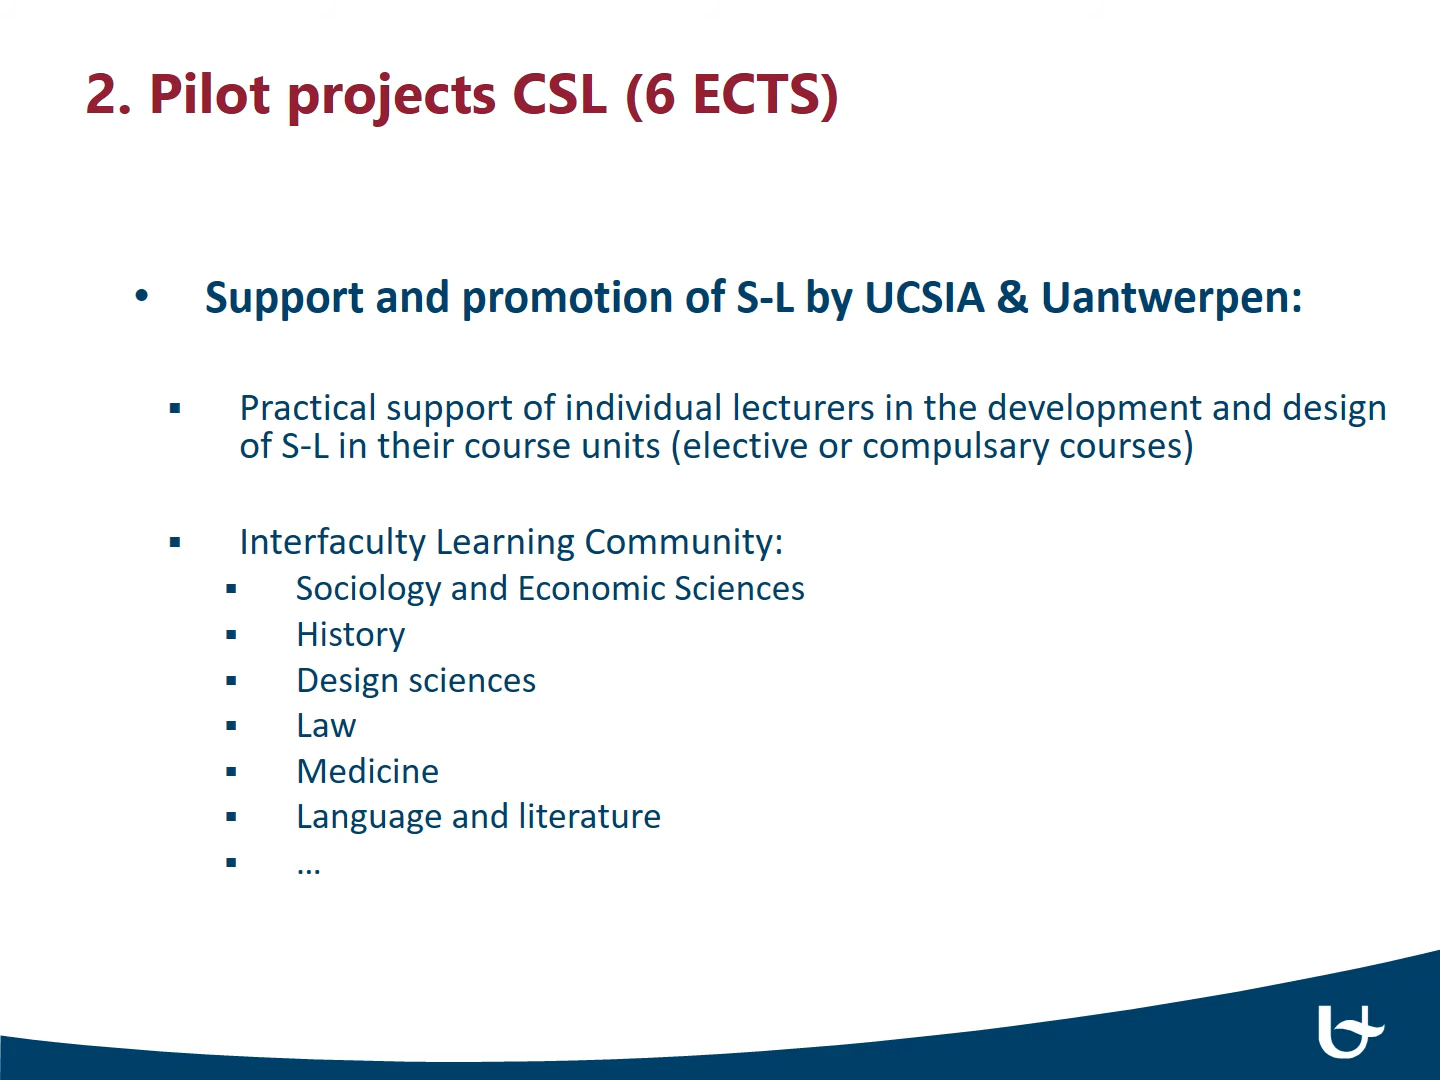 2. Pilot projects CSL (6 ECTS)
• Support and promotion of S-L by UCSIA & Uantwerpen:
▪ Practical support of individual lecturers in the development and design
of S-L in their course units (elective or compulsary courses)
▪ Interfaculty Learning Community:
▪ Sociology and Economic Sciences
▪ History
▪ Design sciences
▪ Law
▪ Medicine
▪ Language and literature
▪ ...